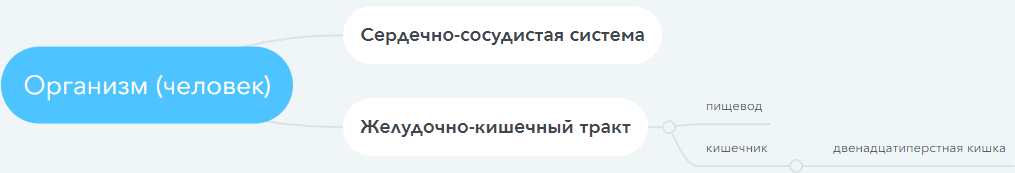 Сердечно-сосудистая система
Организм (человек)
Желудочно-кишечный тракт
пищевод
кишечник
двенадцатиперстная кишка